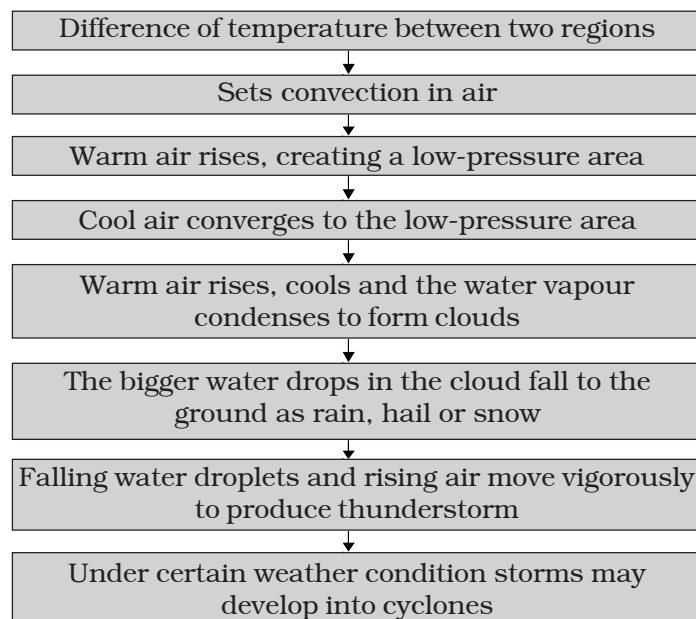 Difference of temperature between two regions
Sets convection in air
Warm air rises, creating a low-pressure area
Cool air converges to the low-pressure area
Warm air rises, cools and the water vapour
condenses to form clouds
The bigger water drops in the cloud fall to the
ground as rain, hail or snow
Falling water droplets and rising air move vigorously
to produce thunderstorm
Under certain weather condition storms may
develop into cyclones